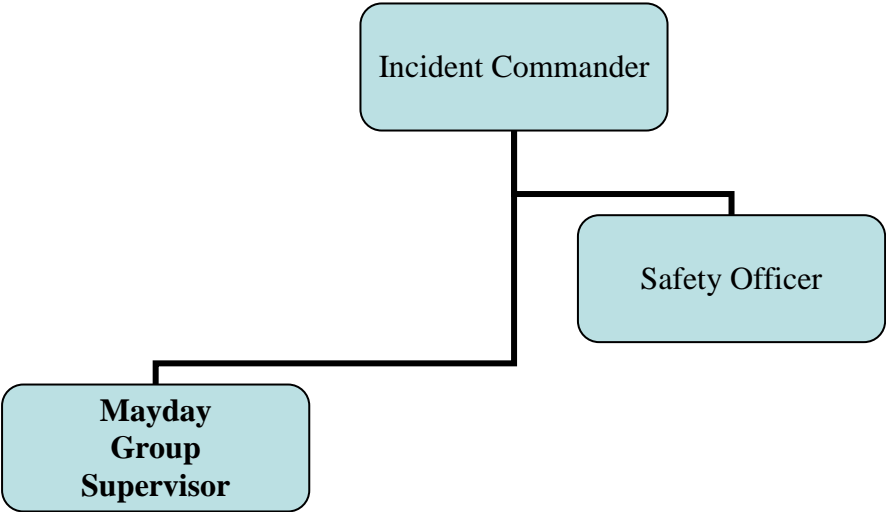 Incident Commander
Safety Officer
Mayday
Group
Supervisor